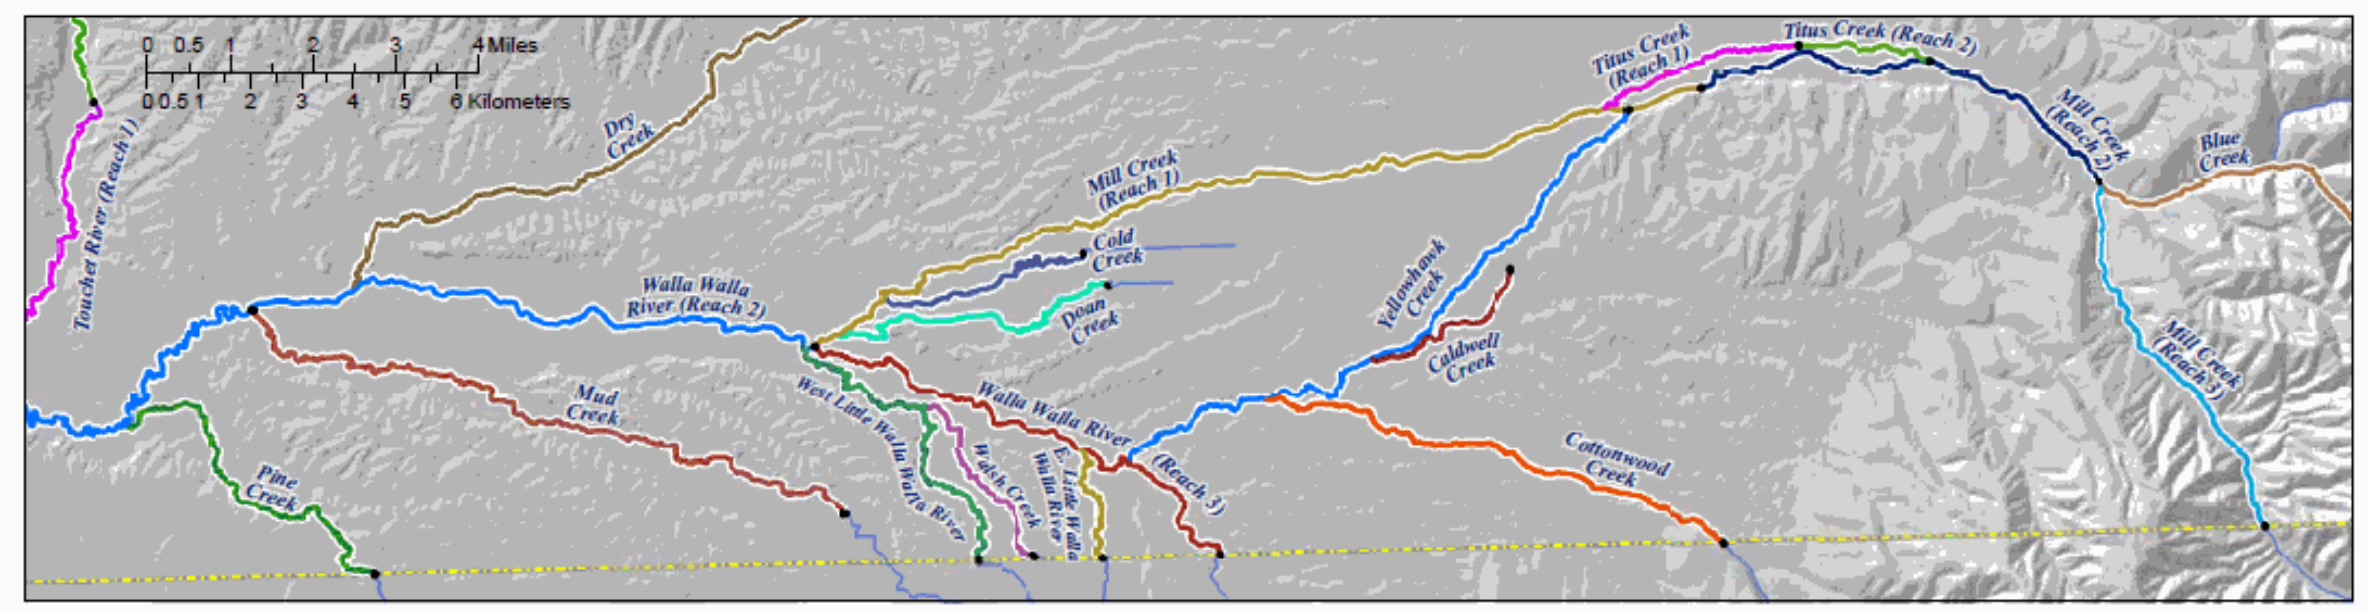 0 0.5 1 2 3 4 Miles
0 0.5 1 2 3 4 5 6 Kilometers
Touchet River (Reach 1)
Dry
Creek
Titus Creek
(Reach 1)
Titus Creek (Reach 2)
Mill Creek
(Reach 2)
Blue
Creek
Mill Creek
(Reach 1)
Cold
Creek
Walla Walla
River (Reach 2)
Doan
Creek
Yellowhawk
Creek
Caldwell
Creek
Mill Creek
(Reach 3)
Mud
Creek
West Little Walla Walla River
Walla Walla River
(Reach 3)
Walsh Creek
E. Little Walla
Walla River
Cottonwood
Creek
Pine
Creek